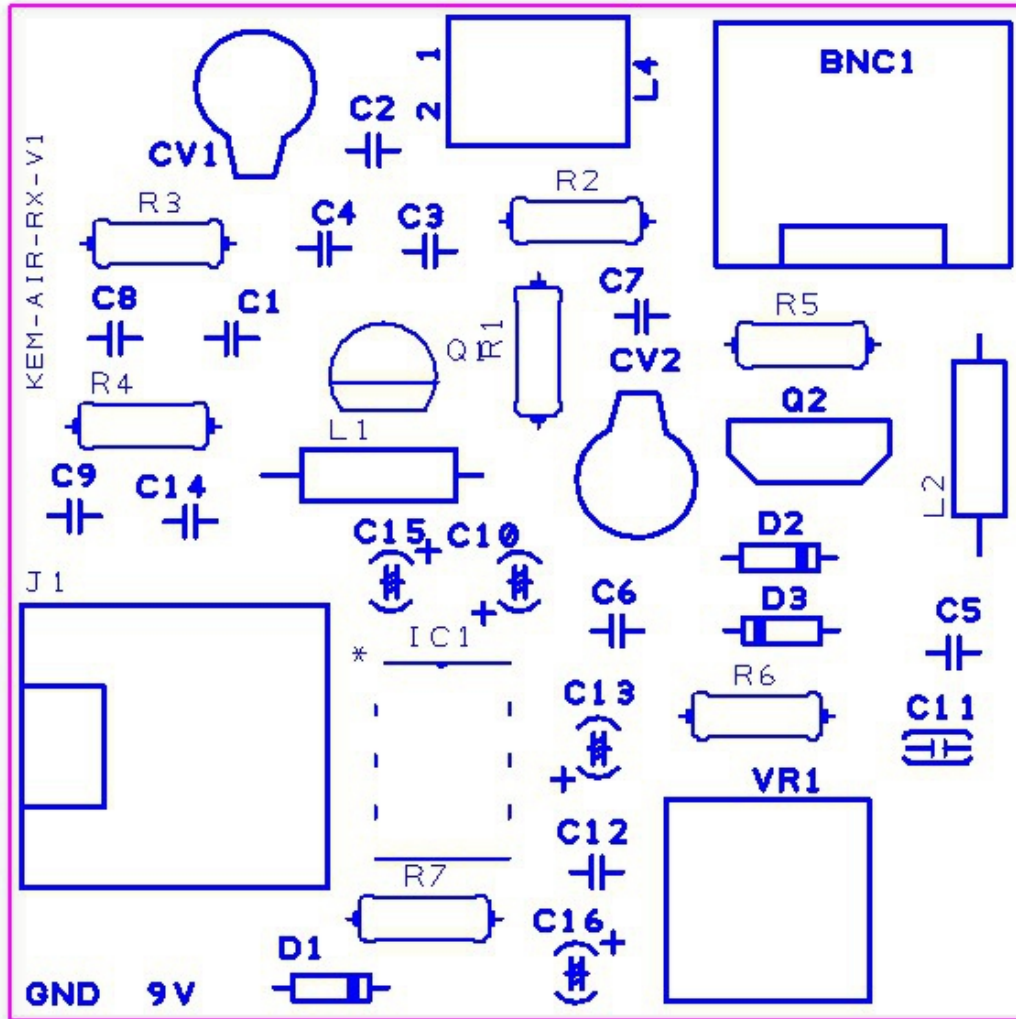 1
BNC1
2
L4
C2
CV1
KEM-AIR-RX-V1
R3
C4
C3
R2
C8
C1
C7
R5
Q1
R1
CV2
R4
Q2
L1
L2
C9
C14
C15
+
C10
D2
J1
+
C6
D3
C5
*
IC1
R6
C13
C11
+
VR1
C12
R7
C16
+
D1
GND 9V